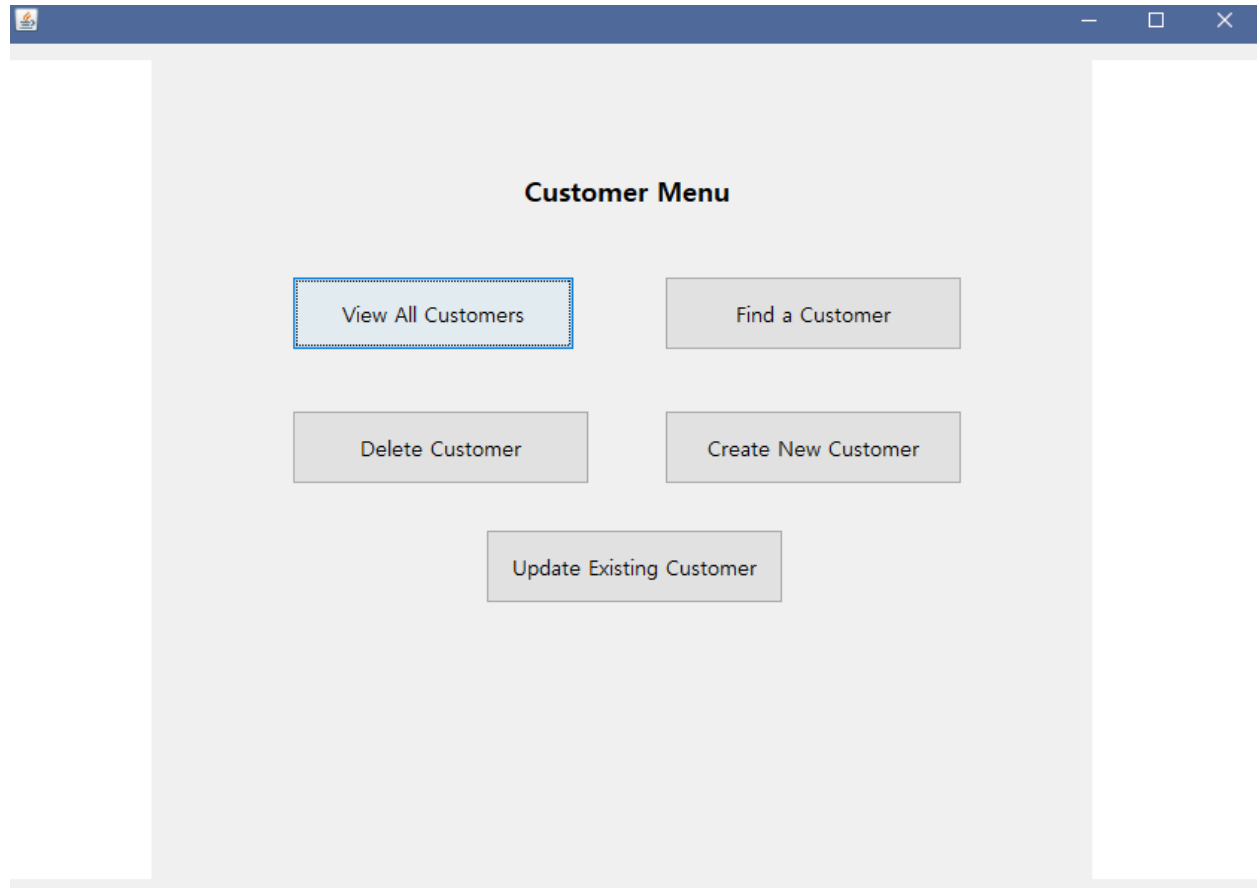 Customer Menu
View All Customers
Find a Customer
Delete Customer
Create New Customer
Update Existing Customer